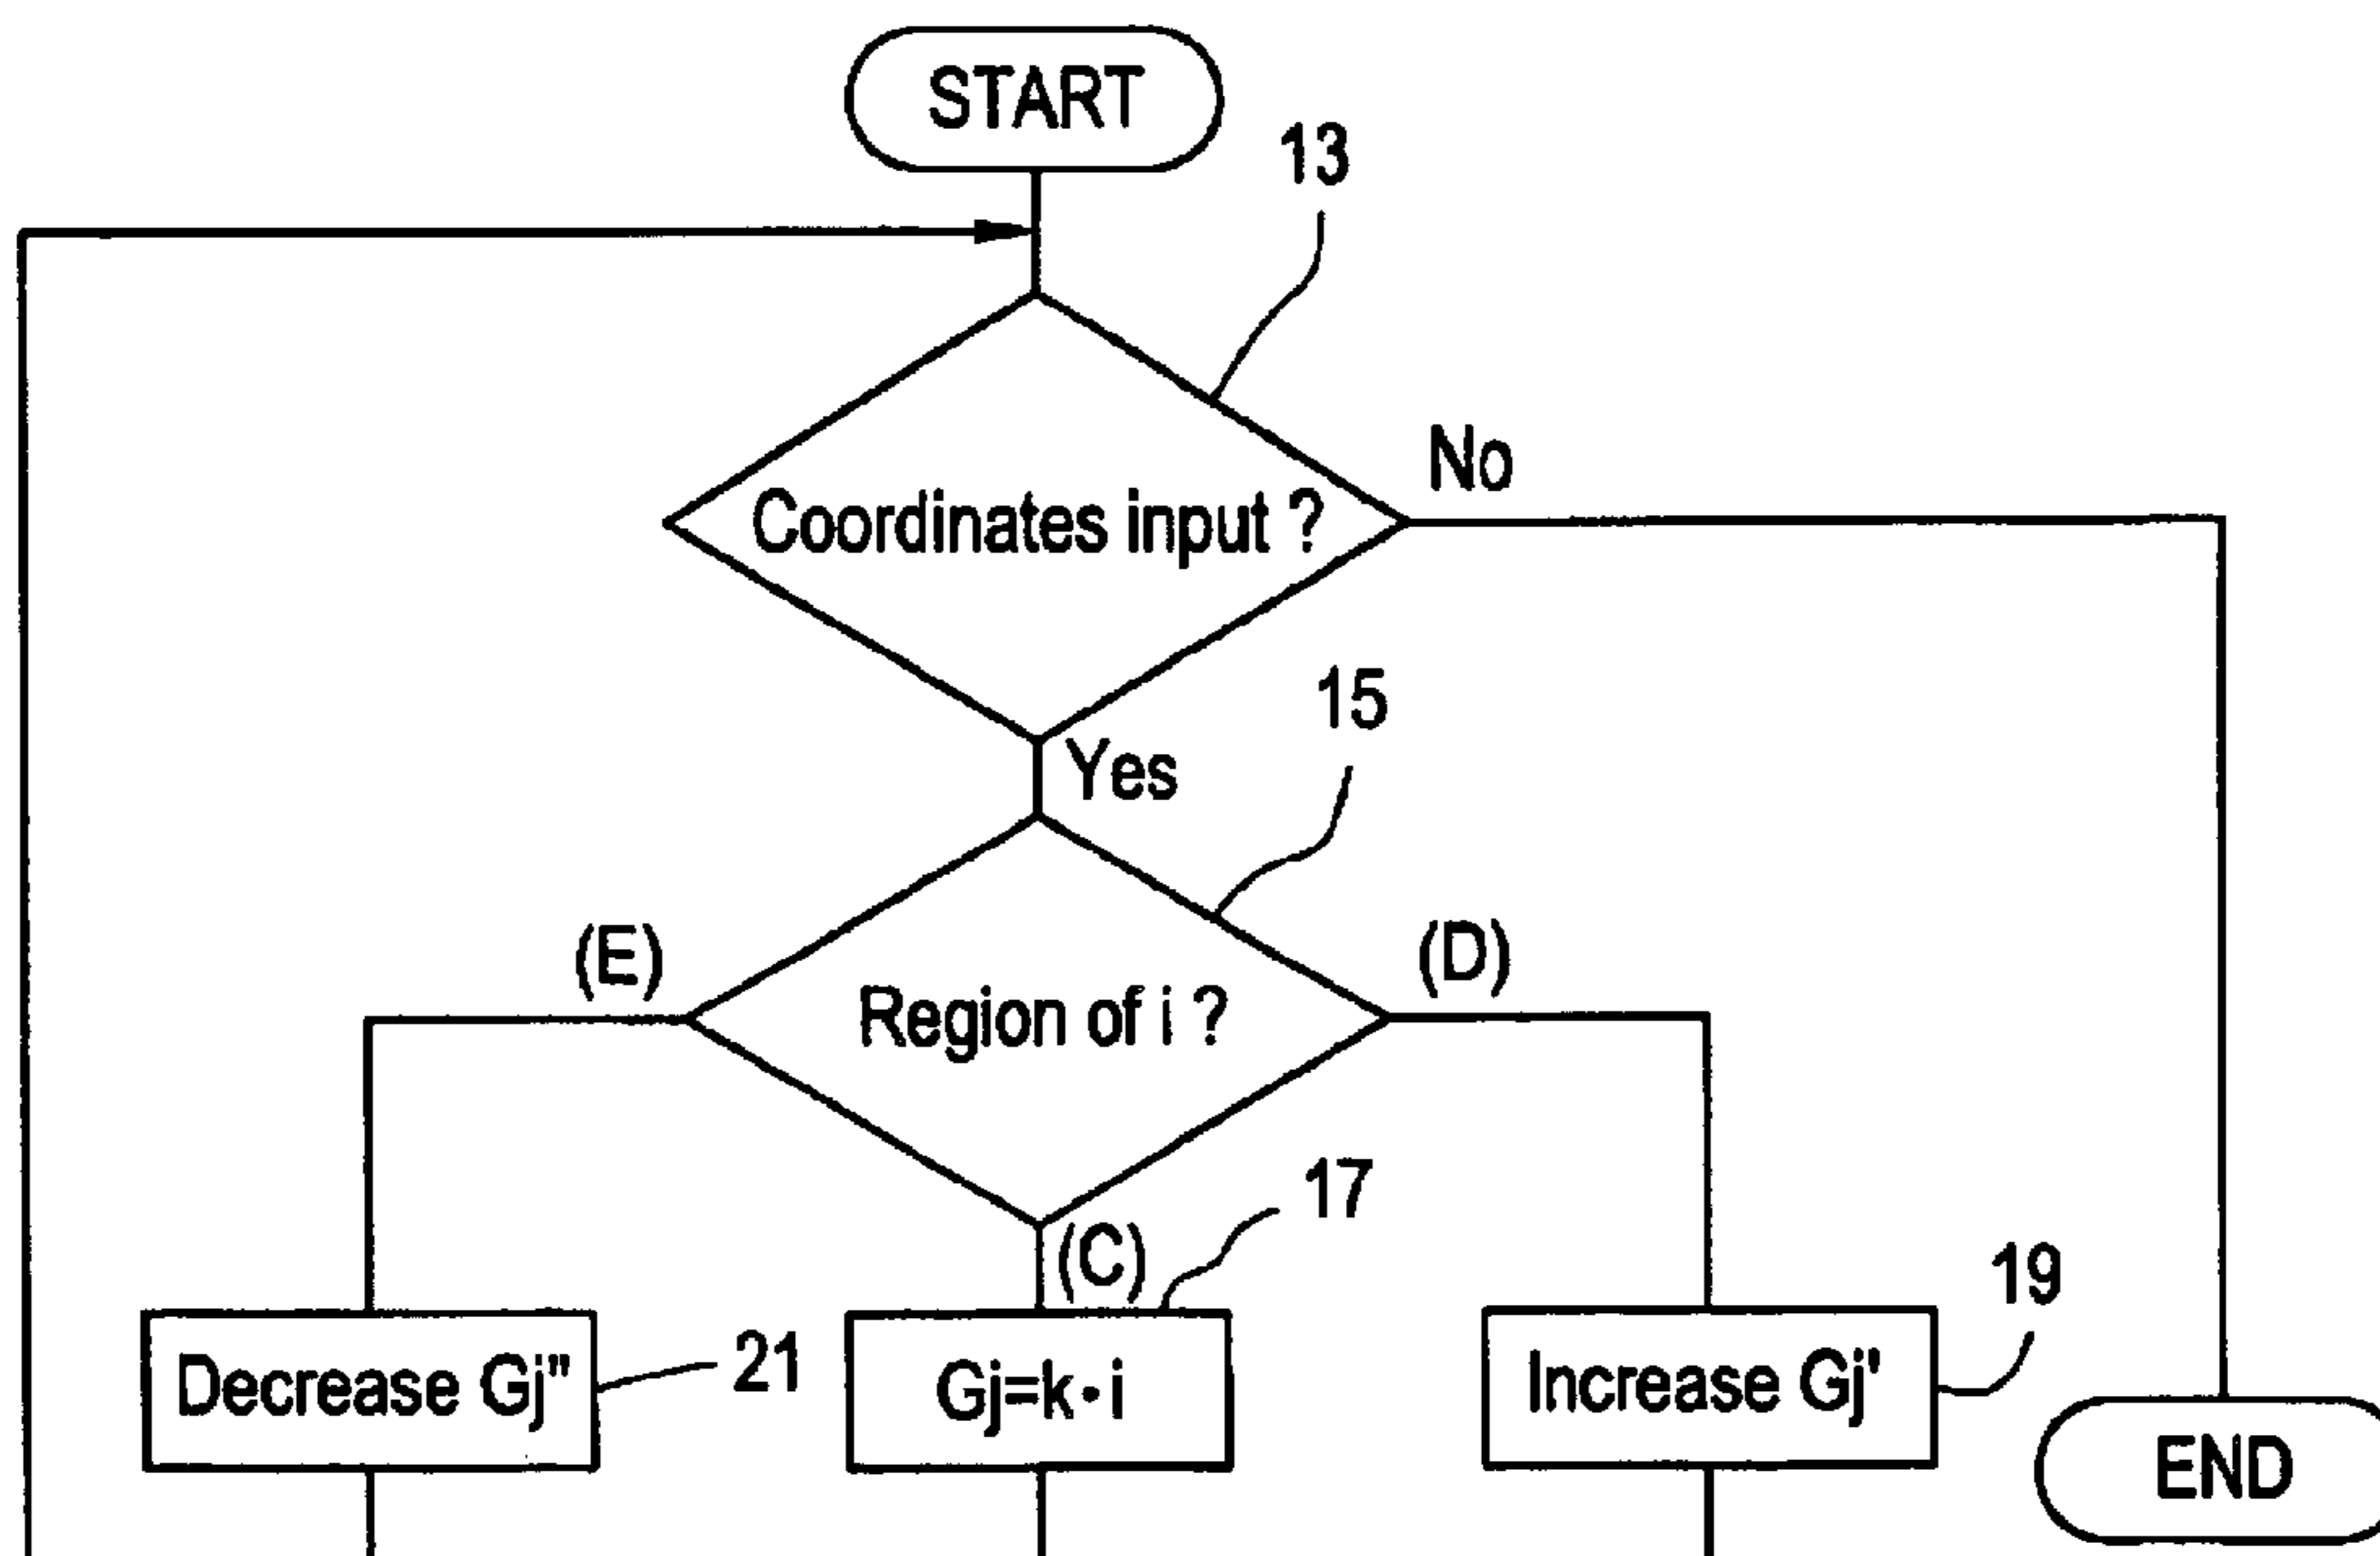 START
13
Coordinates input ?
No
Yes
15
(E)
Region of i ?
(D)
(C)
17
19
Decrease Gj"
21
Gj=k•i
Increase Gj'
END